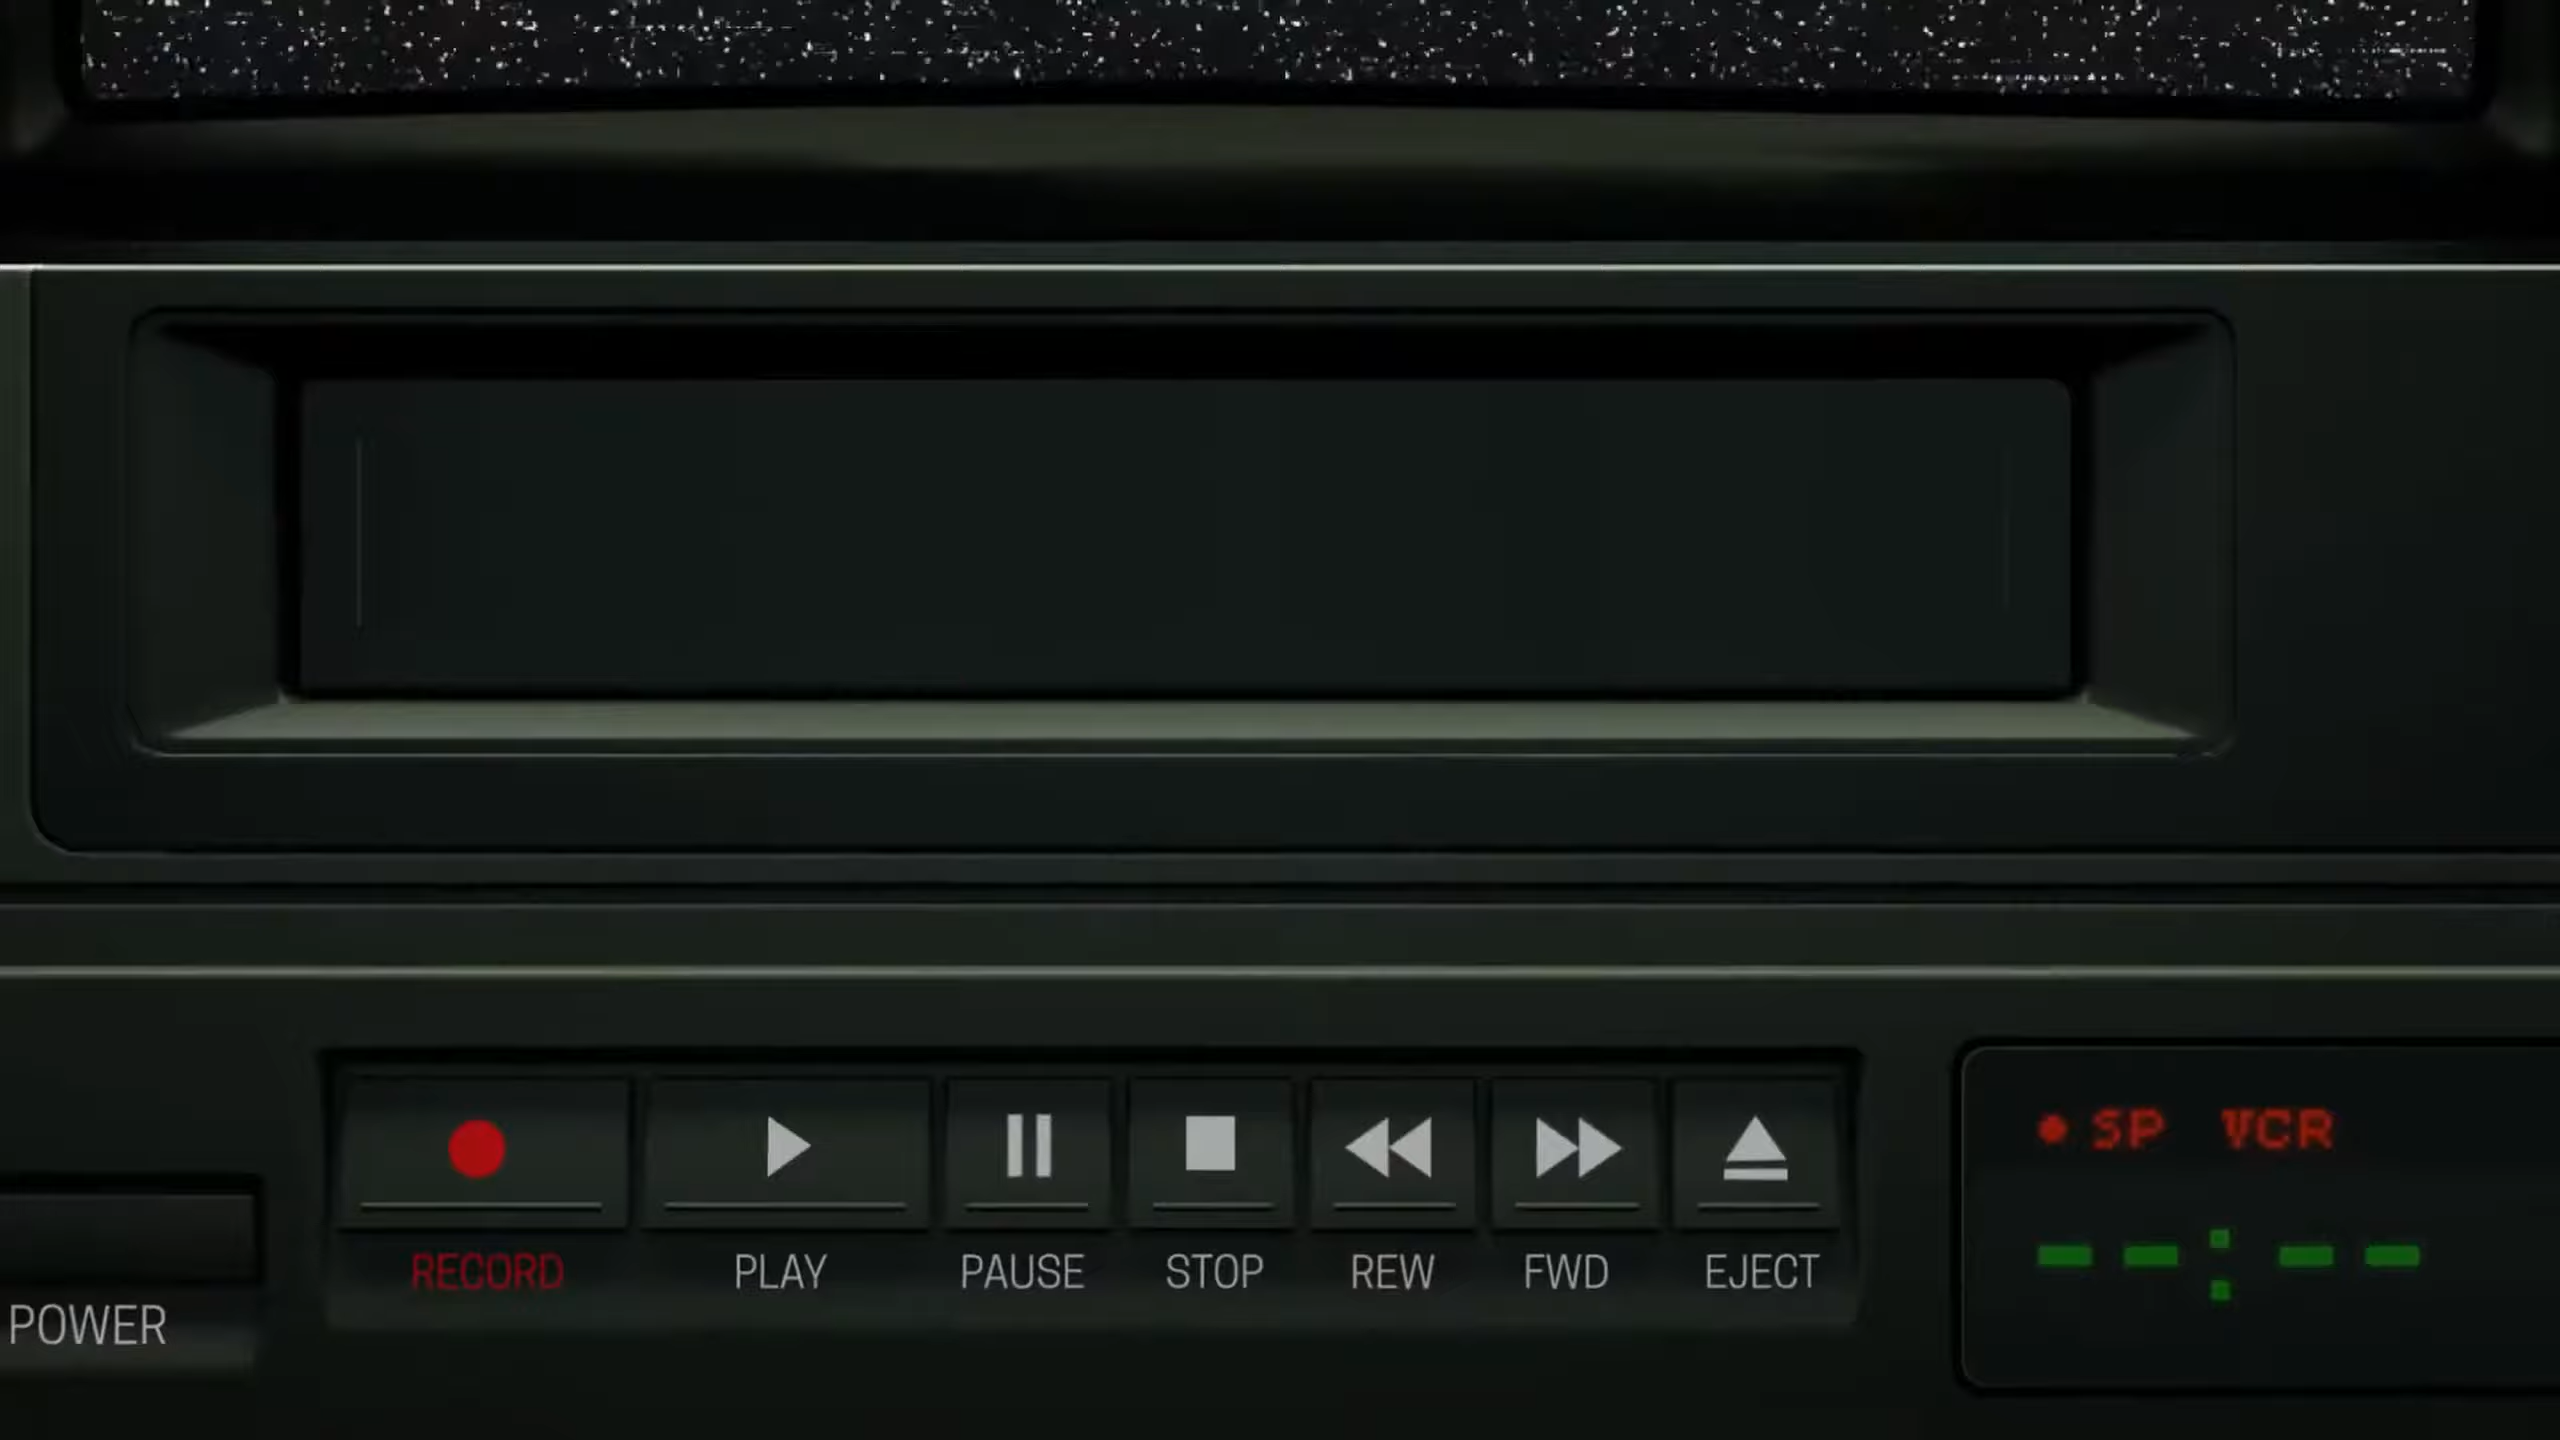 SP VCR
--:--
RECORD PLAY PAUSE STOP REW FWD EJECT
POWER